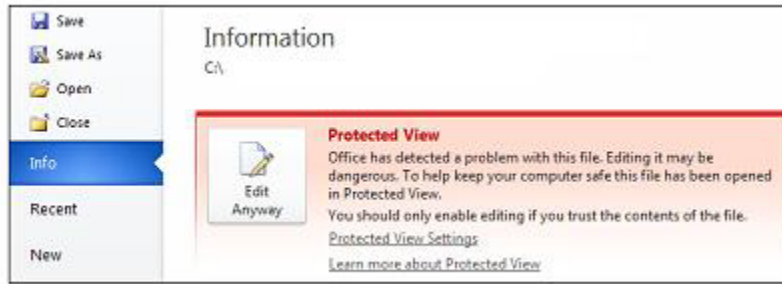 Save
Save As
Open
Close
Info
Recent
New
Information
C:\
Edit
Anyway
Protected View
Office has detected a problem with this file. Editing it may be
dangerous. To help keep your computer safe this file has been opened
in Protected View.
You should only enable editing if you trust the contents of the file.
Protected View Settings
Learn more about Protected View